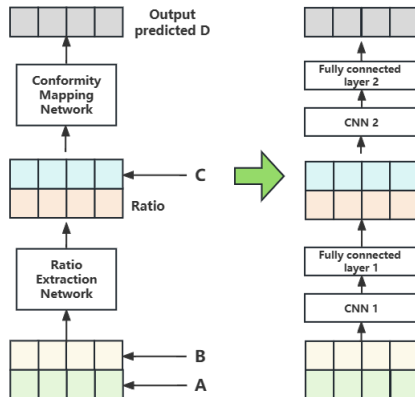 Output
predicted D
Conformity
Mapping
Network
C
Ratio
Ratio
Extraction
Network
B
A
Fully connected
layer 2
CNN 2
Fully connected
layer 1
CNN 1